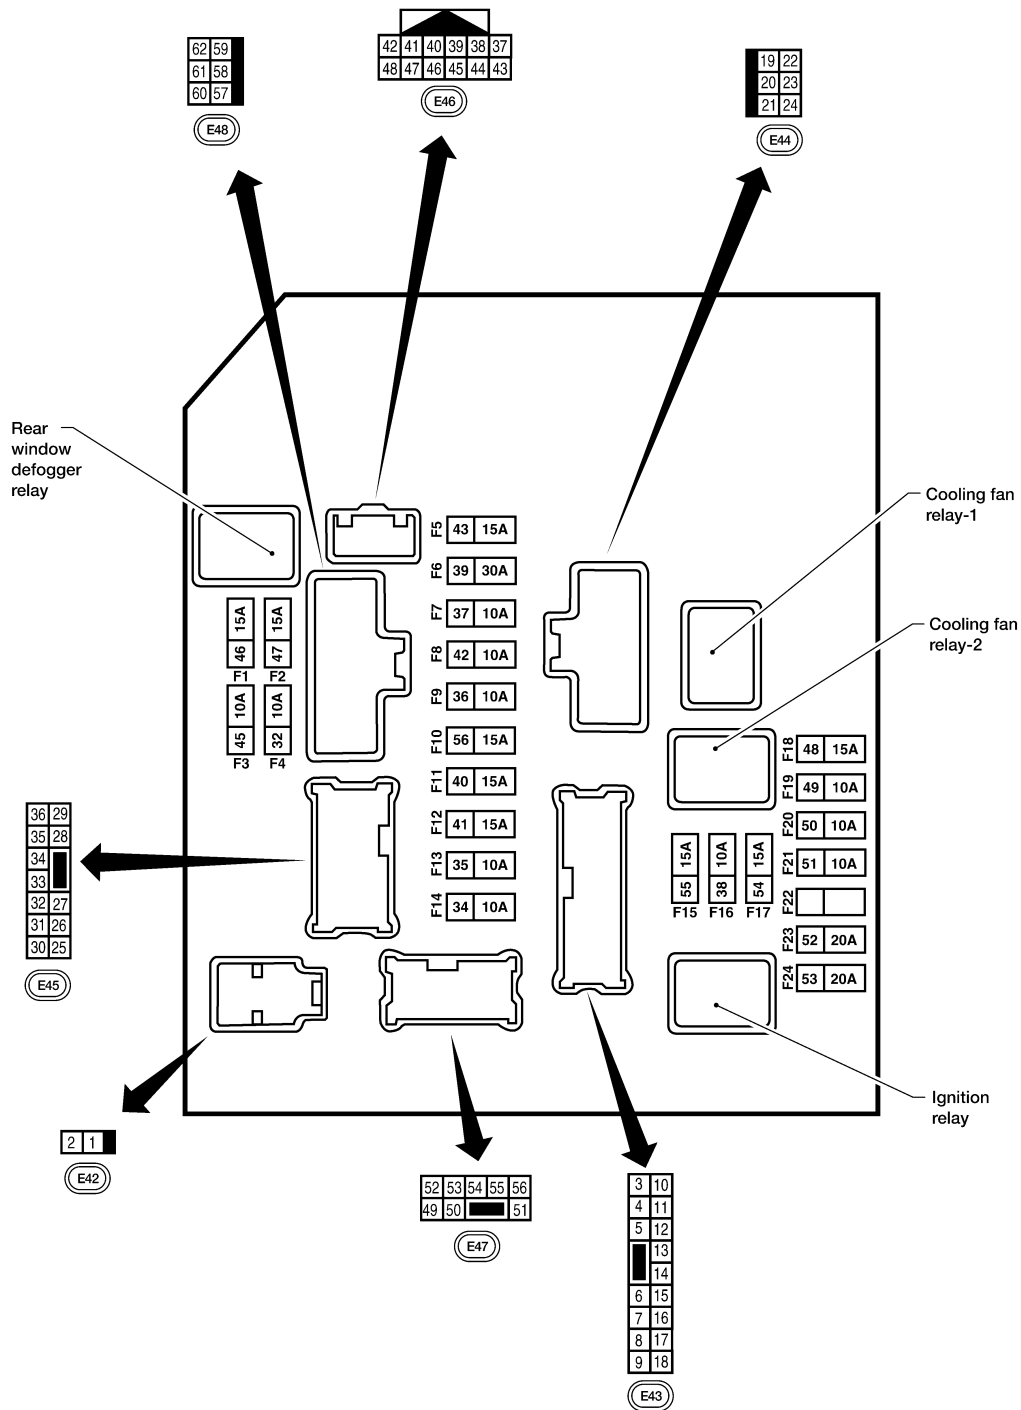 62 59
61 58
60 57
E48
42 41 40 39 38 37
48 47 46 45 44 43
E46
19 22
20 23
21 24
E44
Rear
window
defogger
relay
Cooling fan
relay-1
Cooling fan
relay-2
F5 43 15A
F6 39 30A
F7 37 10A
F8 42 10A
F9 36 10A
F10 56 15A
F11 40 15A
F12 41 15A
F13 35 10A
F14 34 10A
15A 15A
46 47
F1 F2
10A 10A
45 32
F3 F4
F18 48 15A
F19 49 10A
F20 50 10A
F21 51 10A
F22
F23 52 20A
F24 53 20A
15A 10A 15A
55 38 54
F15 F16 F17
36 29
35 28
34
33
32 27
31 26
30 25
E45
Ignition
relay
2 1
E42
52 53 54 55 56
49 50 51
E47
3 10
4 11
5 12
13
14
6 15
7 16
8 17
9 18
E43